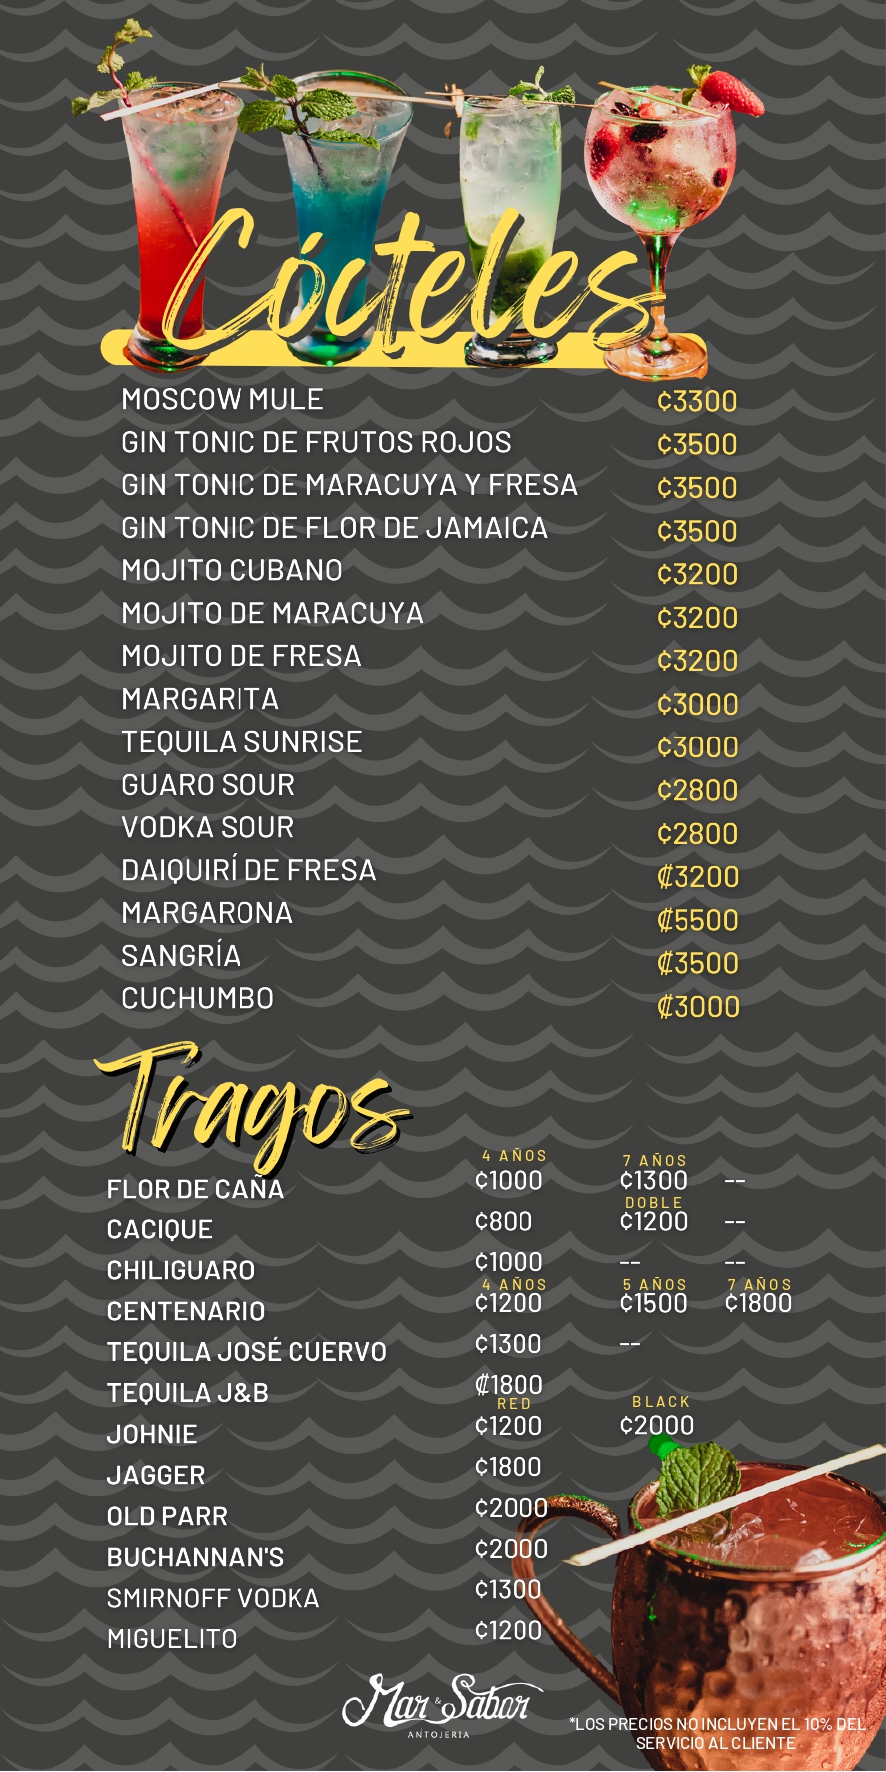 Cócteles
MOSCOW MULE ¢3300
GIN TONIC DE FRUTOS ROJOS ¢3500
GIN TONIC DE MARACUYA Y FRESA ¢3500
GIN TONIC DE FLOR DE JAMAICA ¢3500
MOJITO CUBANO ¢3200
MOJITO DE MARACUYA ¢3200
MOJITO DE FRESA ¢3200
MARGARITA ¢3000
TEQUILA SUNRISE ¢3000
GUARO SOUR ¢2800
VODKA SOUR ¢2800
DAIQUIRÍ DE FRESA ₡3200
MARGARONA ₡5500
SANGRÍA ₡3500
CUCHUMBO ₡3000
Tragos
4 AÑOS 7 AÑOS
FLOR DE CAÑA ¢1000 ¢1300 --
DOBLE
CACIQUE ¢800 ¢1200 --
CHILIGUARO ¢1000 -- --
4 AÑOS 5 AÑOS 7 AÑOS
CENTENARIO ¢1200 ¢1500 ¢1800
TEQUILA JOSÉ CUERVO ¢1300 --
TEQUILA J&B ₡1800
RED BLACK
JOHNIE ¢1200 ¢2000
JAGGER ¢1800
OLD PARR ¢2000
BUCHANNAN'S ¢2000
SMIRNOFF VODKA ¢1300
MIGUELITO ¢1200
Mar & Sabor
ANTOJERIA
*LOS PRECIOS NO INCLUYEN EL 10% DEL
SERVICIO AL CLIENTE